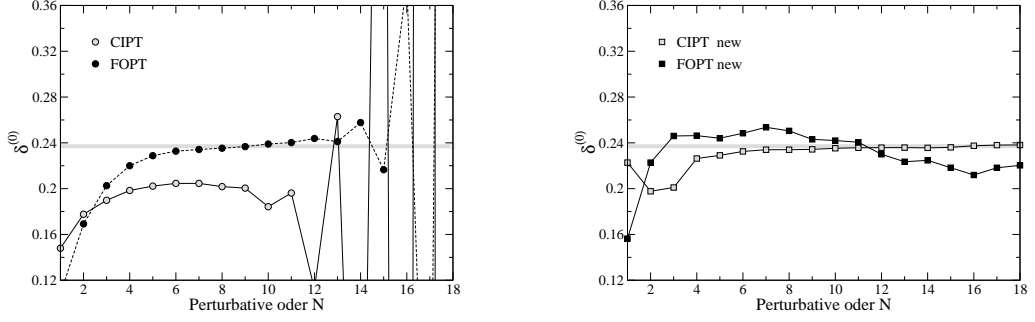 0.36
0.32
0.28
0.24
0.2
0.16
0.12
δ(0)
CIPT
FOPT
2 4 6 8 10 12 14 16 18
Perturbative oder N
0.36
0.32
0.28
0.24
0.2
0.16
0.12
δ(0)
CIPT new
FOPT new
2 4 6 8 10 12 14 16 18
Perturbative oder N